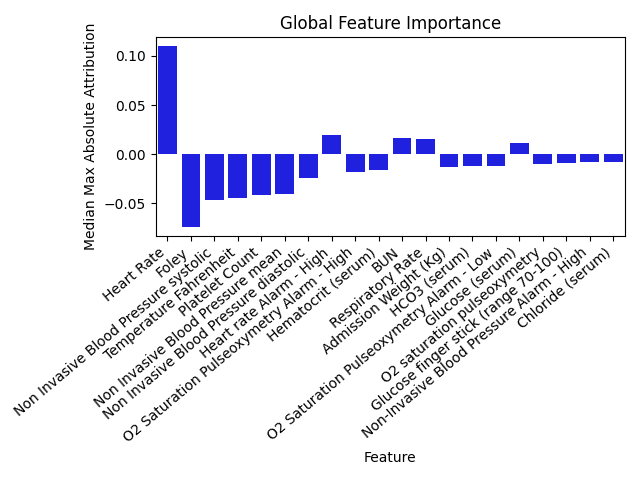 Global Feature Importance
Median Max Absolute Attribution
0.10
0.05
0.00
−0.05
Heart Rate
Foley
Non Invasive Blood Pressure systolic
Temperature Fahrenheit
Platelet Count
Non Invasive Blood Pressure mean
Non Invasive Blood Pressure diastolic
Heart rate Alarm - High
O2 Saturation Pulseoxymetry Alarm - High
Hematocrit (serum)
BUN
Respiratory Rate
Admission Weight (Kg)
HCO3 (serum)
O2 Saturation Pulseoxymetry Alarm - Low
Glucose (serum)
O2 saturation pulseoxymetry
Glucose finger stick (range 70-100)
Non-Invasive Blood Pressure Alarm - High
Chloride (serum)
Feature